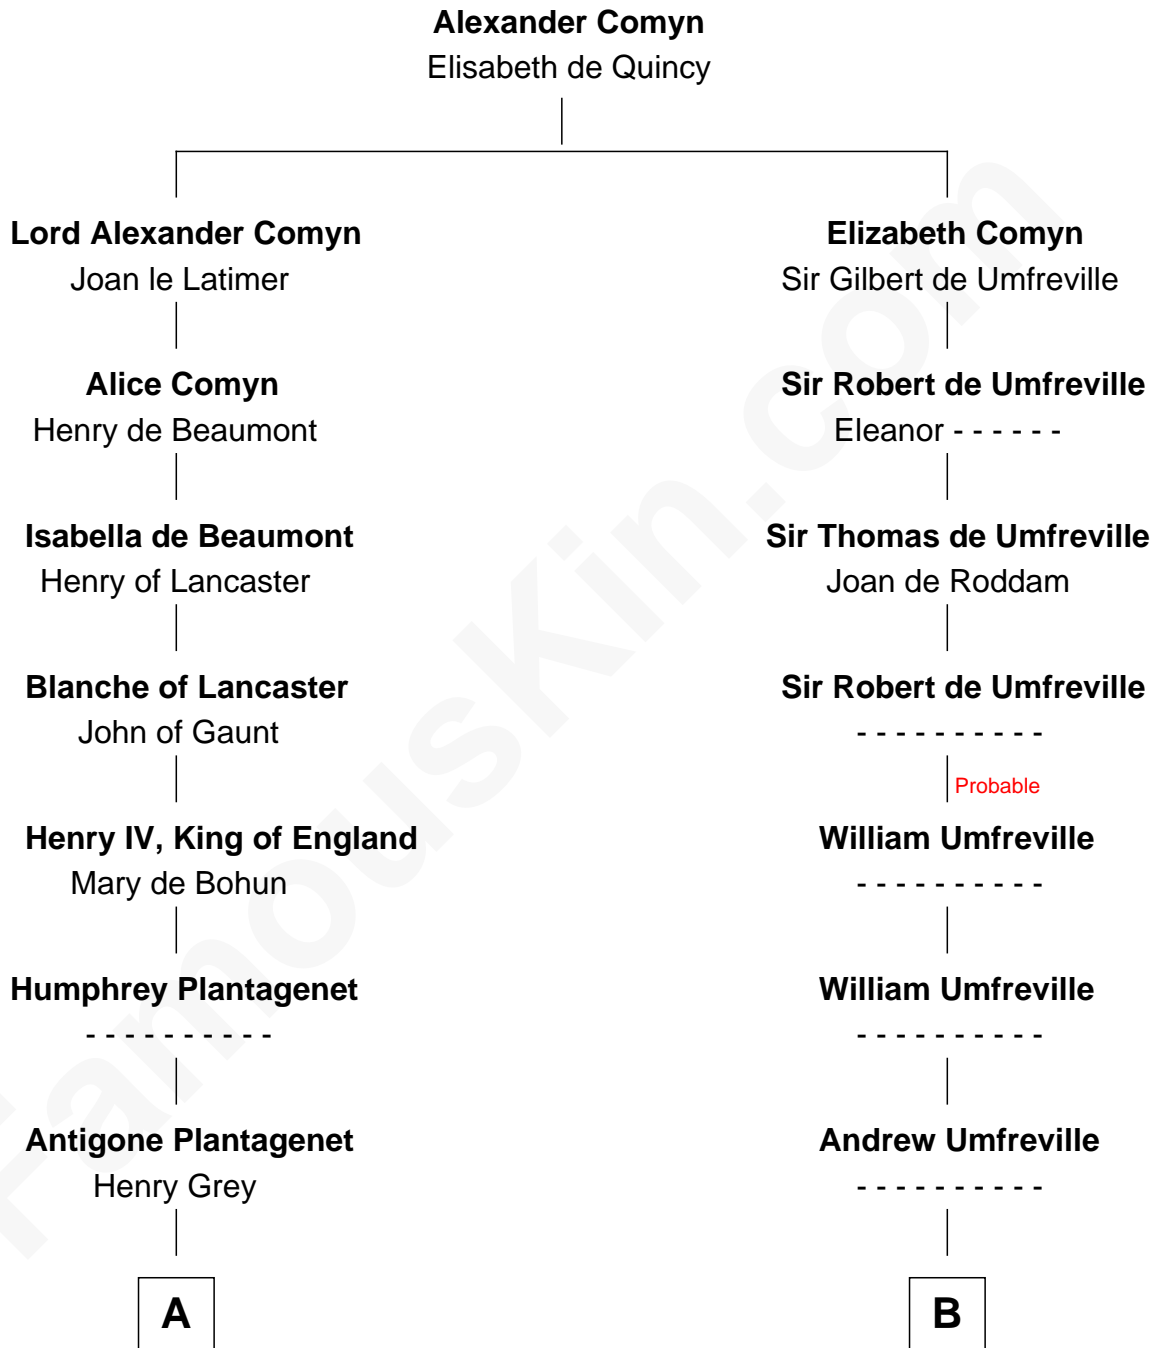 Alexander Comyn
Elisabeth de Quincy
Lord Alexander Comyn
Joan le Latimer
Alice Comyn
Henry de Beaumont
Isabella de Beaumont
Henry of Lancaster
Blanche of Lancaster
John of Gaunt
Henry IV, King of England
Mary de Bohun
Humphrey Plantagenet
- - - - - - - - - -
Antigone Plantagenet
Henry Grey
A
Elizabeth Comyn
Sir Gilbert de Umfreville
Sir Robert de Umfreville
Eleanor - - - - - -
Sir Thomas de Umfreville
Joan de Roddam
Sir Robert de Umfreville
- - - - - - - - - -
Probable
William Umfreville
- - - - - - - - - -
William Umfreville
- - - - - - - - - -
Andrew Umfreville
- - - - - - - - - -
B
FamousKin.com